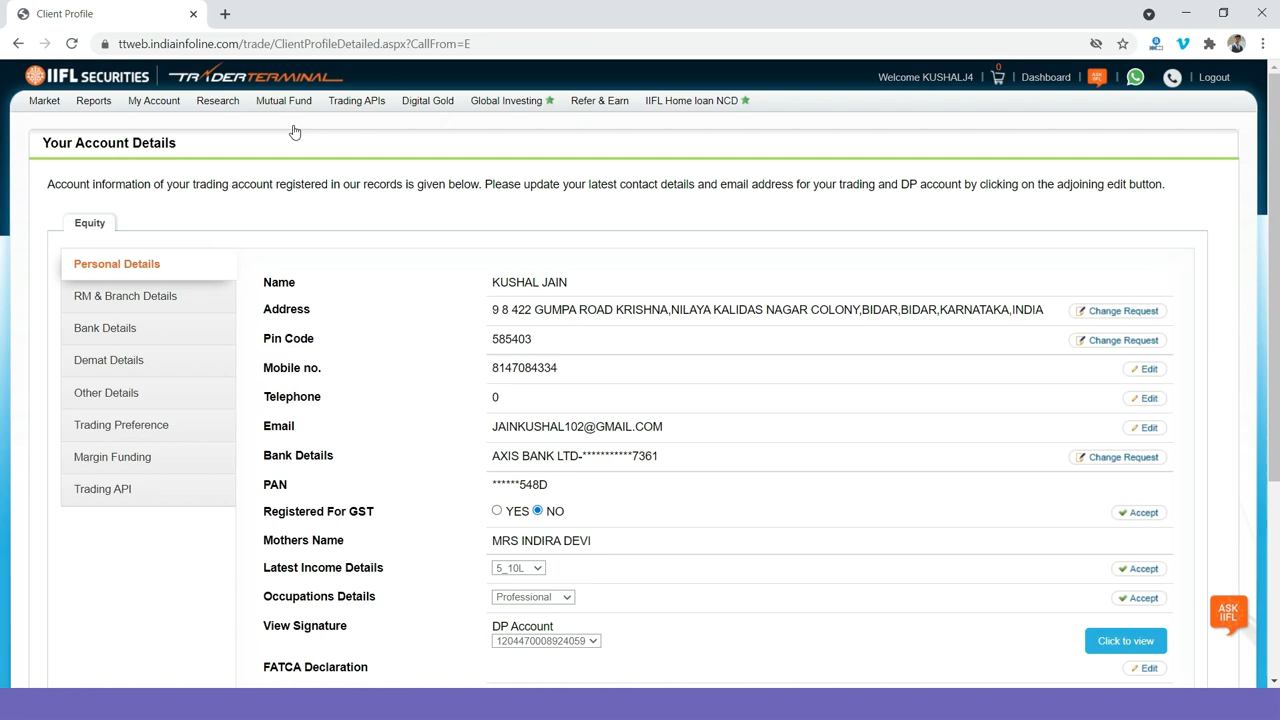 Client Profile
ttweb.indiainfoline.com/trade/ClientProfileDetailed.aspx?CallFrom=E
IIFL SECURITIES TRADER TERMINAL Welcome KUSHALJ4 0 Dashboard ASK IIFL Logout
Market Reports My Account Research Mutual Fund Trading APIs Digital Gold Global Investing Refer & Earn IIFL Home loan NCD
Your Account Details
Account information of your trading account registered in our records is given below. Please update your latest contact details and email address for your trading and DP account by clicking on the adjoining edit button.
Equity
Personal Details
RM & Branch Details
Bank Details
Demat Details
Other Details
Trading Preference
Margin Funding
Trading API
Name KUSHAL JAIN
Address 9 8 422 GUMPA ROAD KRISHNA,NILAYA KALIDAS NAGAR COLONY,BIDAR,BIDAR,KARNATAKA,INDIA Change Request
Pin Code 585403 Change Request
Mobile no. 8147084334 Edit
Telephone 0 Edit
Email JAINKUSHAL102@GMAIL.COM Edit
Bank Details AXIS BANK LTD-***********7361 Change Request
PAN ******548D
Registered For GST YES NO Accept
Mothers Name MRS INDIRA DEVI
Latest Income Details 5_10L Accept
Occupations Details Professional Accept
View Signature DP Account
1204470008924059 Click to view
FATCA Declaration Edit
ASK
IIFL